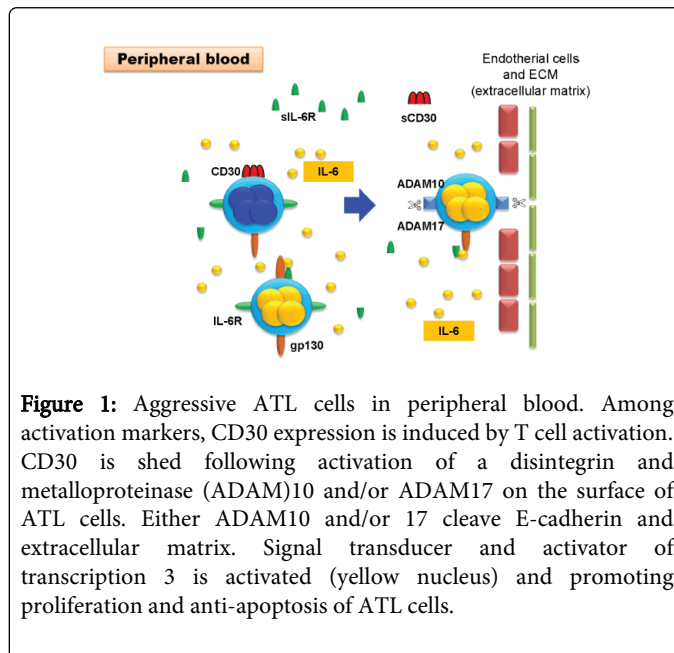 Peripheral blood
Endotherial cells
and ECM
(extracellular matrix)
sIL-6R
sCD30
CD30
IL-6
ADAM10
ADAM17
IL-6R
gp130
IL-6
Figure 1: Aggressive ATL cells in peripheral blood. Among
activation markers, CD30 expression is induced by T cell activation.
CD30 is shed following activation of a disintegrin and
metalloproteinase (ADAM)10 and/or ADAM17 on the surface of
ATL cells. Either ADAM10 and/or 17 cleave E-cadherin and
extracellular matrix. Signal transducer and activator of
transcription 3 is activated (yellow nucleus) and promoting
proliferation and anti-apoptosis of ATL cells.